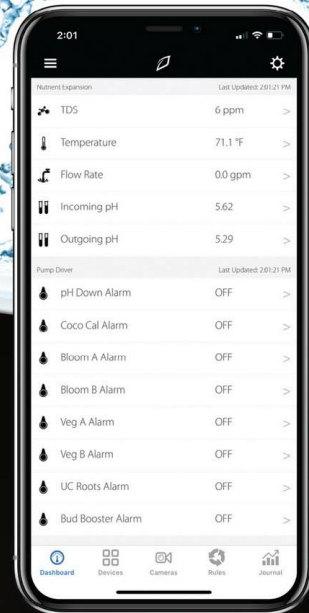 2:01
Nutrient Expansion Last Updated: 2:01:21 PM
TDS 6 ppm >
Temperature 71.1 °F >
Flow Rate 0.0 gpm >
Incoming pH 5.62 >
Outgoing pH 5.29 >
Pump Driver Last Updated: 2:01:21 PM
pH Down Alarm OFF >
Coco Cal Alarm OFF >
Bloom A Alarm OFF >
Bloom B Alarm OFF >
Veg A Alarm OFF >
Veg B Alarm OFF >
UC Roots Alarm OFF >
Bud Booster Alarm OFF >
Dashboard Devices Cameras Rules Journal